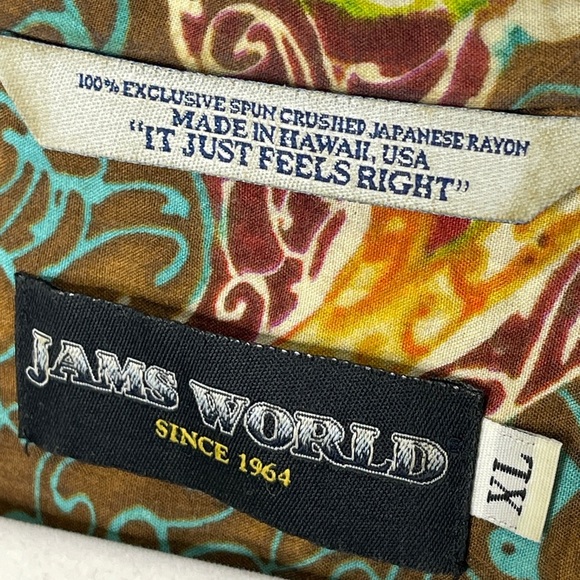 100% EXCLUSIVE SPUN CRUSHED JAPANESE RAYON
MADE IN HAWAII, USA
"IT JUST FEELS RIGHT"
JAMS WORLD
SINCE 1964
XL